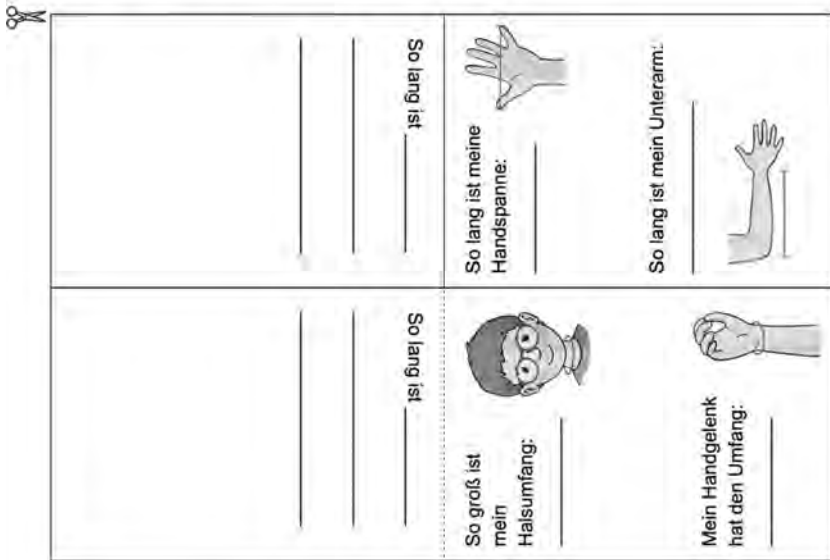 So lang ist
So lang ist meine
Handspanne:
So lang ist mein Unterarm:
So lang ist
So groß ist
mein
Halsumfang:
Mein Handgelenk
hat den Umfang: